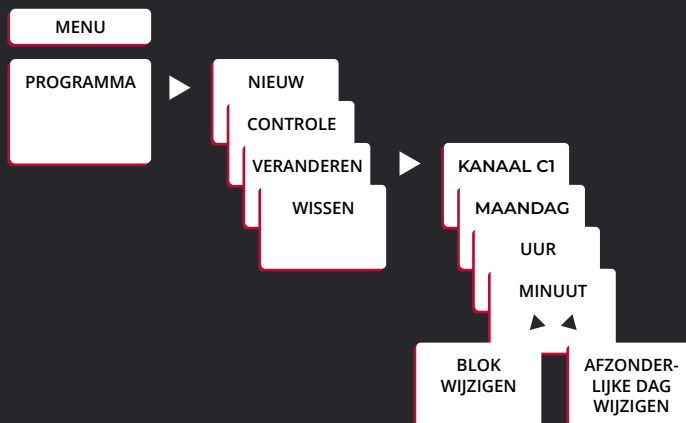 MENU
PROGRAMMA
NIEUW
CONTROLE
VERANDEREN
WISSEN
KANAAL C1
MAANDAG
UUR
MINUUT
BLOK
WIJZIGEN
AFZONDER-
LIJKE DAG
WIJZIGEN